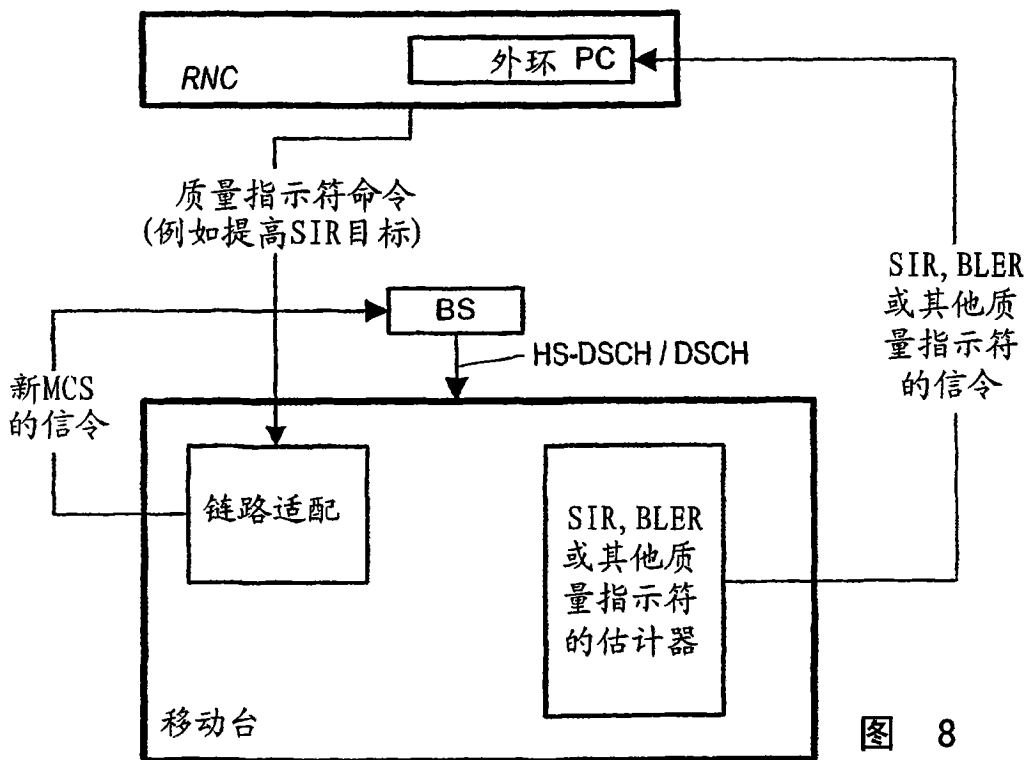 外环 PC
RNC
质量指示符命令
(例如提高SIR目标)
SIR, BLER
或其他质
量指示符
的信令
BS
HS-DSCH / DSCH
新MCS
的信令
链路适配
SIR, BLER
或其他质
量指示符
的估计器
移动台
图 8